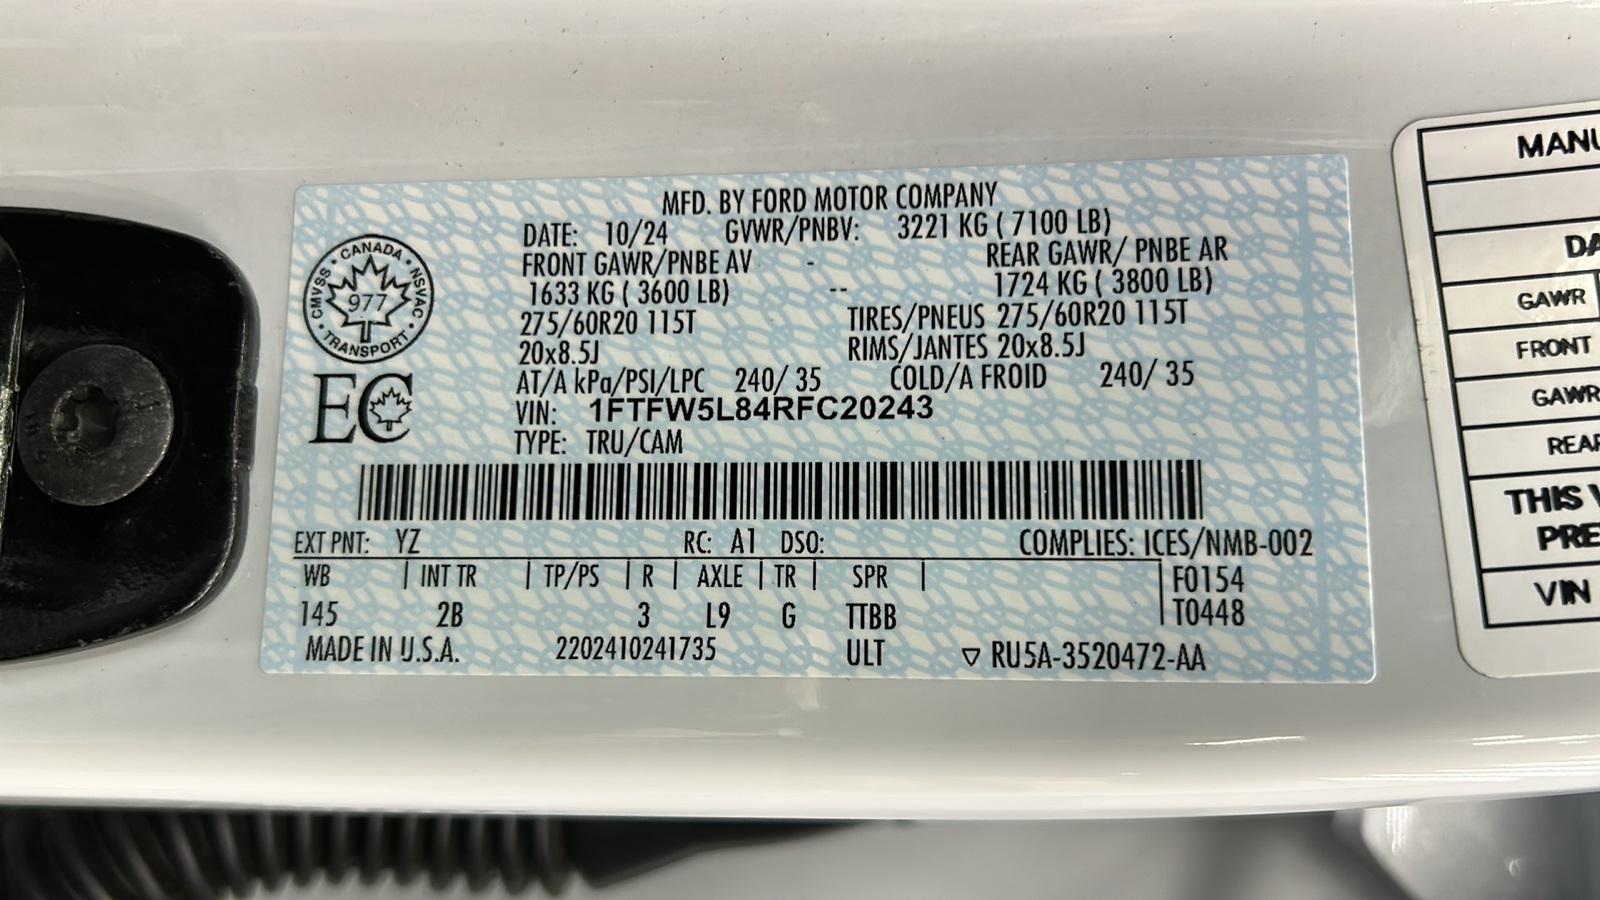 MFD. BY FORD MOTOR COMPANY
DATE: 10/24 GVWR/PNBV: 3221 KG ( 7100 LB)
FRONT GAWR/PNBE AV - REAR GAWR/ PNBE AR
1633 KG ( 3600 LB) -- 1724 KG ( 3800 LB)
275/60R20 115T TIRES/PNEUS 275/60R20 115T
20x8.5J RIMS/JANTES 20x8.5J
AT/A kPa/PSI/LPC 240/ 35 COLD/A FROID 240/ 35
VIN: 1FTFW5L84RFC20243
TYPE: TRU/CAM
CANADA · NSVAC · TRANSPORT · CMVSS
977
EC
EXT PNT: YZ RC: A1 DSO: COMPLIES: ICES/NMB-002
WB | INT TR | TP/PS | R | AXLE | TR | SPR | F0154
145 2B 3 L9 G TTBB T0448
MADE IN U.S.A. 2202410241735 ULT ▽ RU5A-3520472-AA
MANU
DA
GAWR
FRONT
GAWR
REAR
THIS V
PRE
VIN